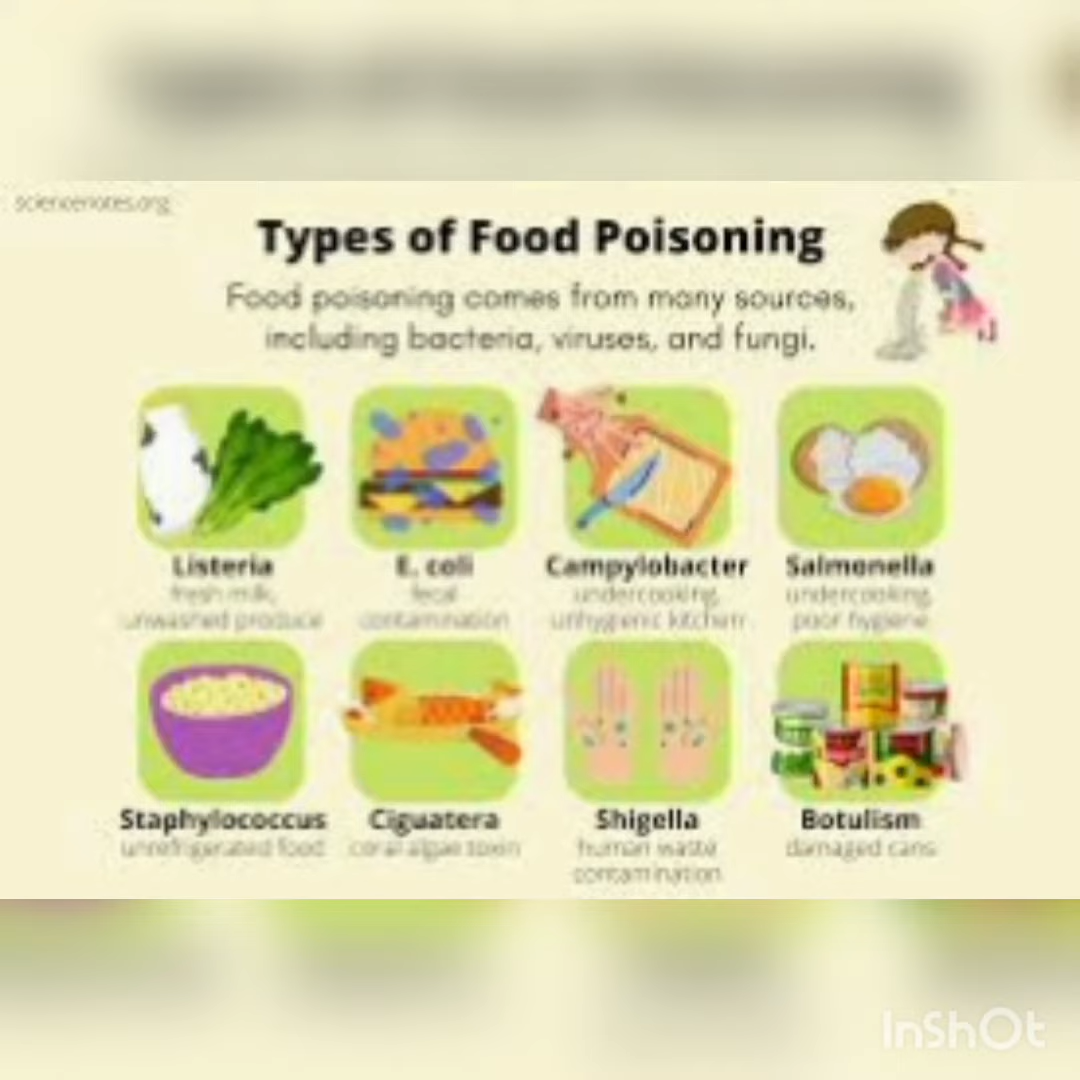 sciencenotes.org
Types of Food Poisoning
Food poisoning comes from many sources,
including bacteria, viruses, and fungi.
Listeria
fresh milk,
unwashed produce
E. coli
fecal
contamination
Campylobacter
undercooking,
unhygienic kitchen
Salmonella
undercooking,
poor hygiene
Staphylococcus
unrefrigerated food
Ciguatera
coral algae toxin
Shigella
human waste
contamination
Botulism
damaged cans
InShOt